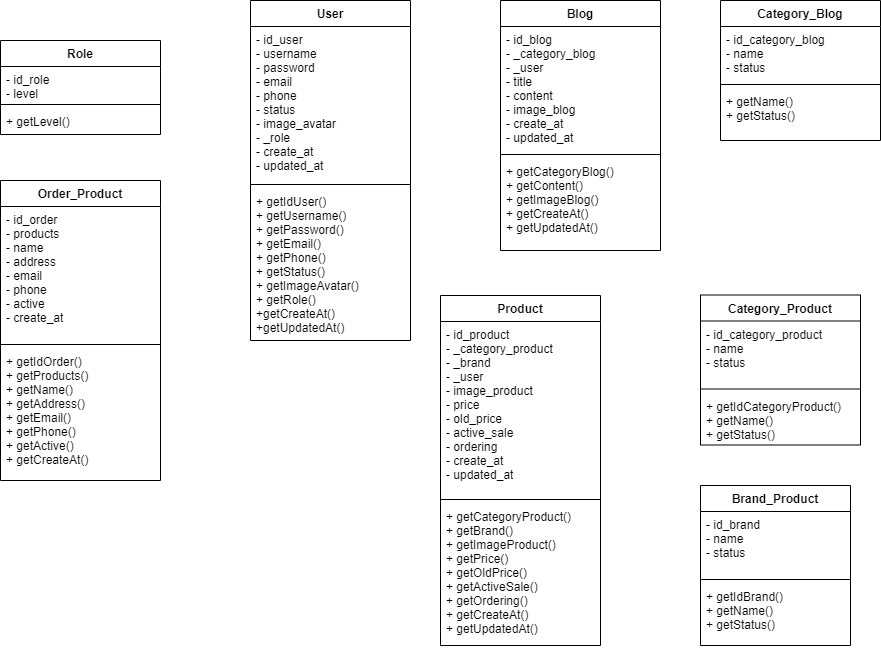 Role
- id_role
- level
+ getLevel()
User
- id_user
- username
- password
- email
- phone
- status
- image_avatar
- _role
- create_at
- updated_at
+ getIdUser()
+ getUsername()
+ getPassword()
+ getEmail()
+ getPhone()
+ getStatus()
+ getImageAvatar()
+ getRole()
+getCreateAt()
+getUpdatedAt()
Blog
- id_blog
- _category_blog
- _user
- title
- content
- image_blog
- create_at
- updated_at
+ getCategoryBlog()
+ getContent()
+ getImageBlog()
+ getCreateAt()
+ getUpdatedAt()
Category_Blog
- id_category_blog
- name
- status
+ getName()
+ getStatus()
Order_Product
- id_order
- products
- name
- address
- email
- phone
- active
- create_at
+ getIdOrder()
+ getProducts()
+ getName()
+ getAddress()
+ getEmail()
+ getPhone()
+ getActive()
+ getCreateAt()
Product
- id_product
- _category_product
- _brand
- _user
- image_product
- price
- old_price
- active_sale
- ordering
- create_at
- updated_at
+ getCategoryProduct()
+ getBrand()
+ getImageProduct()
+ getPrice()
+ getOldPrice()
+ getActiveSale()
+ getOrdering()
+ getCreateAt()
+ getUpdatedAt()
Category_Product
- id_category_product
- name
- status
+ getIdCategoryProduct()
+ getName()
+ getStatus()
Brand_Product
- id_brand
- name
- status
+ getIdBrand()
+ getName()
+ getStatus()